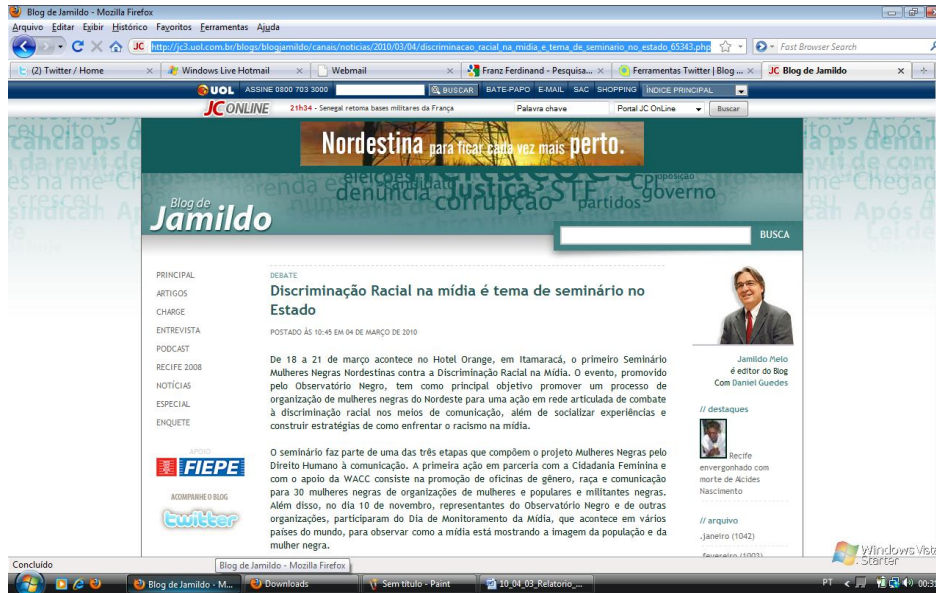 Blog de Jamildo - Mozilla Firefox
Arquivo Editar Exibir Histórico Favoritos Ferramentas Ajuda
http://jc3.uol.com.br/blogs/blogjamildo/canais/noticias/2010/03/04/discriminacao_racial_na_midia_e_tema_de_seminario_no_estado_65343.php
Fast Browser Search
(2) Twitter / Home
Windows Live Hotmail
Webmail
Franz Ferdinand - Pesquisa...
Ferramentas Twitter | Blog ...
JC Blog de Jamildo
UOL ASSINE 0800 703 3000 BUSCAR BATE-PAPO E-MAIL SAC SHOPPING ÍNDICE PRINCIPAL
JC ONLINE 21h34 - Senegal retoma bases militares da França Palavra chave Portal JC OnLine Buscar
Nordestina para ficar cada vez mais perto.
eleições
denúncia candidato Justiça STF CPI oposição
renda corrupção partidos governo
Blog de
Jamildo
BUSCA
PRINCIPAL
ARTIGOS
CHARGE
ENTREVISTA
PODCAST
RECIFE 2008
NOTÍCIAS
ESPECIAL
ENQUETE
APOIO
FIEPE
ACOMPANHE O BLOG
twitter
DEBATE
Discriminação Racial na mídia é tema de seminário no
Estado
POSTADO ÀS 10:45 EM 04 DE MARÇO DE 2010
De 18 a 21 de março acontece no Hotel Orange, em Itamaracá, o primeiro Seminário
Mulheres Negras Nordestinas contra a Discriminação Racial na Mídia. O evento, promovido
pelo Observatório Negro, tem como principal objetivo promover um processo de
organização de mulheres negras do Nordeste para uma ação em rede articulada de combate
à discriminação racial nos meios de comunicação, além de socializar experiências e
construir estratégias de como enfrentar o racismo na mídia.
O seminário faz parte de uma das três etapas que compõem o projeto Mulheres Negras pelo
Direito Humano à comunicação. A primeira ação em parceria com a Cidadania Feminina e
com o apoio da WACC consiste na promoção de oficinas de gênero, raça e comunicação
para 30 mulheres negras de organizações de mulheres e populares e militantes negras.
Além disso, no dia 10 de novembro, representantes do Observatório Negro e de outras
organizações, participaram do Dia de Monitoramento da Mídia, que acontece em vários
países do mundo, para observar como a mídia está mostrando a imagem da população e da
mulher negra.
Jamildo Melo
é editor do Blog
Com Daniel Guedes
// destaques
Recife
envergonhado com
morte de Alcides
Nascimento
// arquivo
.janeiro (1042)
.fevereiro (1003)
Windows Vista
Starter
Concluído
Blog de Jamildo - Mozilla Firefox
Blog de Jamildo - M...
Downloads
Sem título - Paint
10_04_03_Relatorio_...
PT